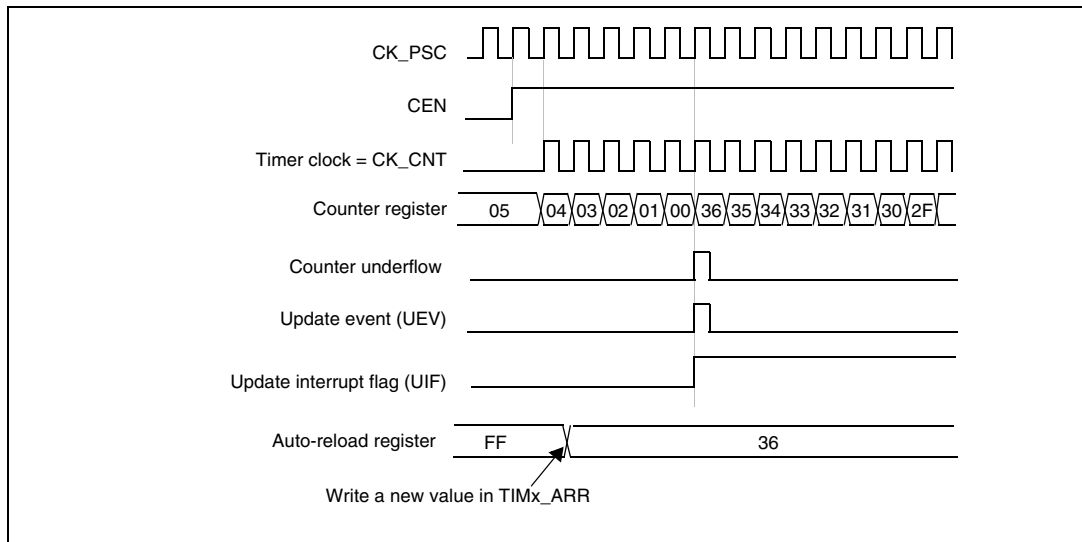 CK_PSC
CEN
Timer clock = CK_CNT
Counter register 05 04 03 02 01 00 36 35 34 33 32 31 30 2F
Counter underflow
Update event (UEV)
Update interrupt flag (UIF)
Auto-reload register FF 36
Write a new value in TIMx_ARR